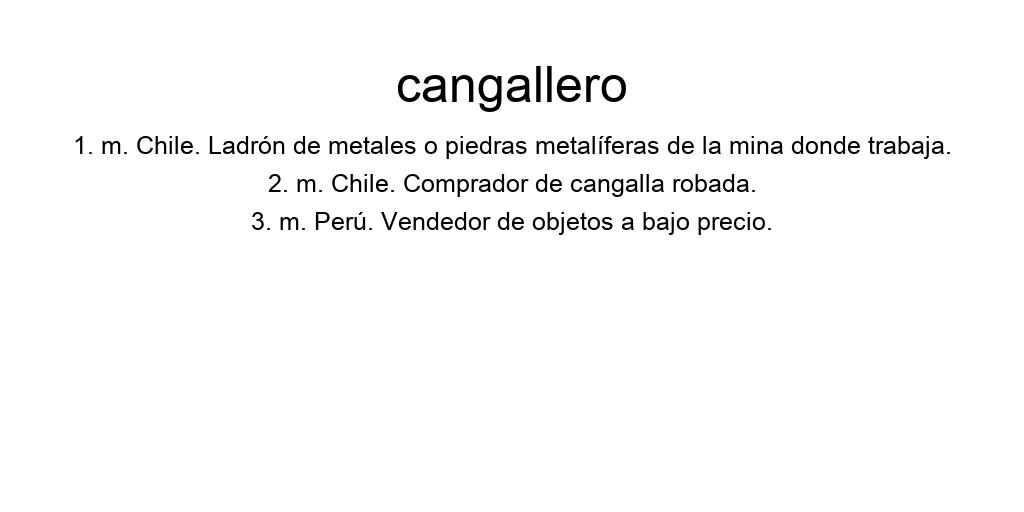 cangallero
1. m. Chile. Ladrón de metales o piedras metalíferas de la mina donde trabaja.
2. m. Chile. Comprador de cangalla robada.
3. m. Perú. Vendedor de objetos a bajo precio.